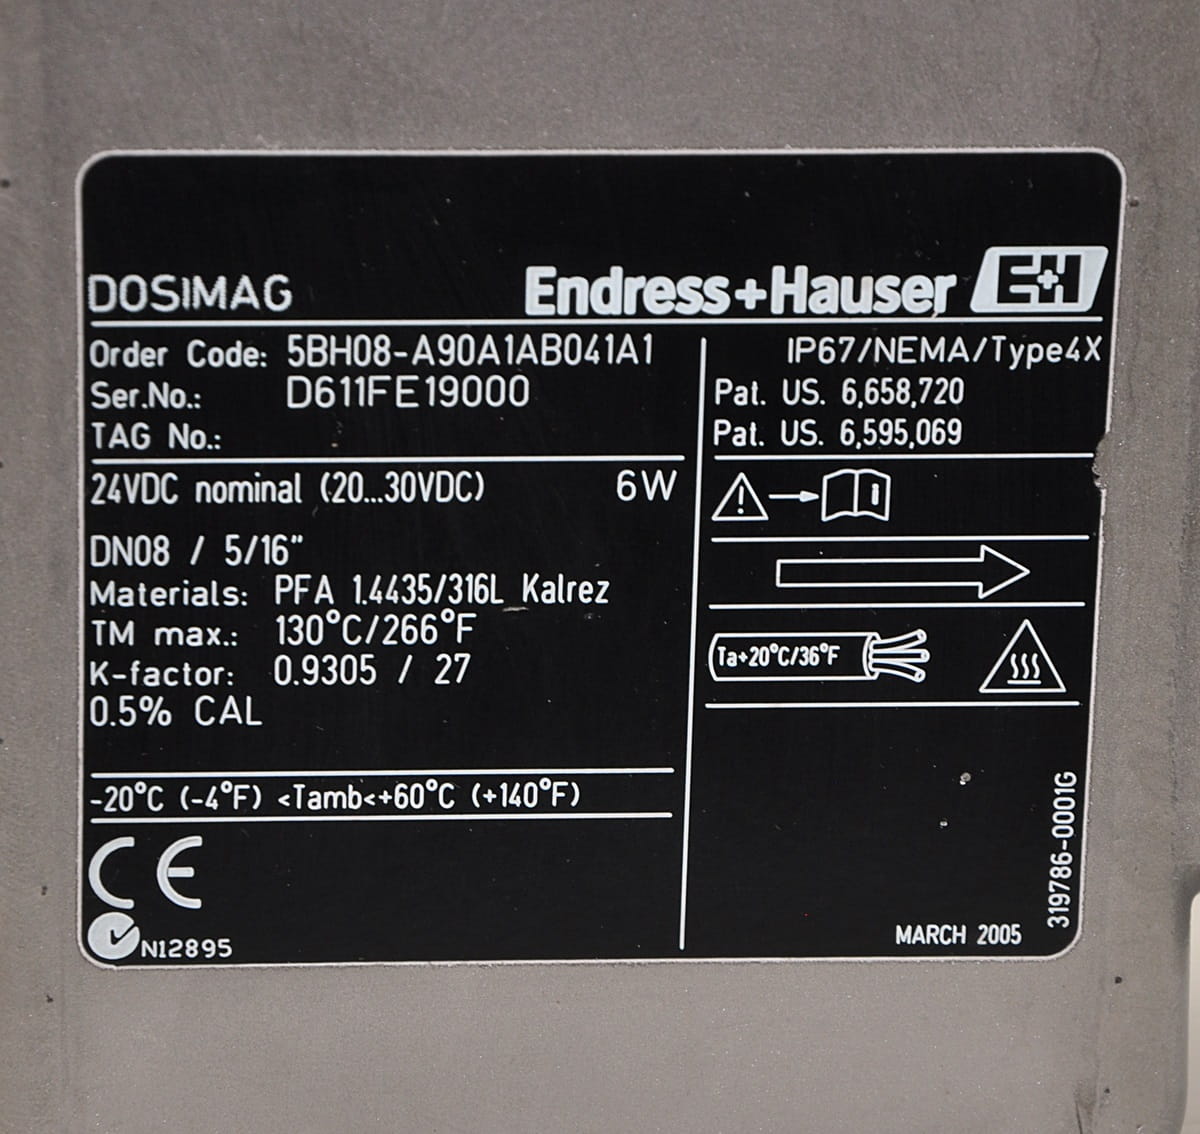 DOSIMAG
Endress+Hauser E+H
Order Code: 5BH08-A90A1AB041A1
Ser.No.: D611FE19000
TAG No.:
24VDC nominal (20...30VDC) 6W
DN08 / 5/16"
Materials: PFA 1.4435/316L Kalrez
TM max.: 130°C/266°F
K-factor: 0.9305 / 27
0.5% CAL
-20°C (-4°F) <Tamb<+60°C (+140°F)
CE
N12895
IP67/NEMA/Type4X
Pat. US. 6,658,720
Pat. US. 6,595,069
Ta+20°C/36°F
319786-0001G
MARCH 2005